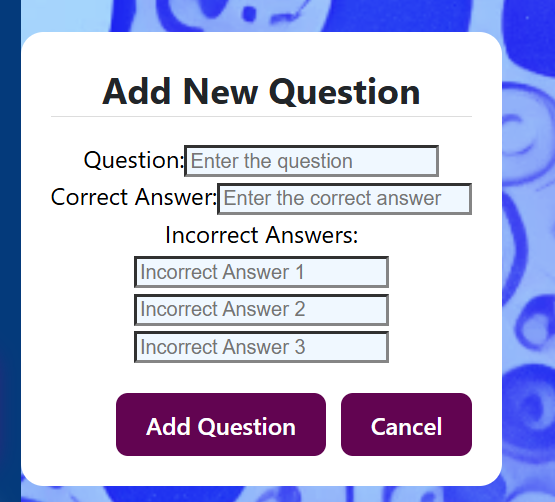 Add New Question
Question: Enter the question
Correct Answer: Enter the correct answer
Incorrect Answers:
Incorrect Answer 1
Incorrect Answer 2
Incorrect Answer 3
Add Question Cancel